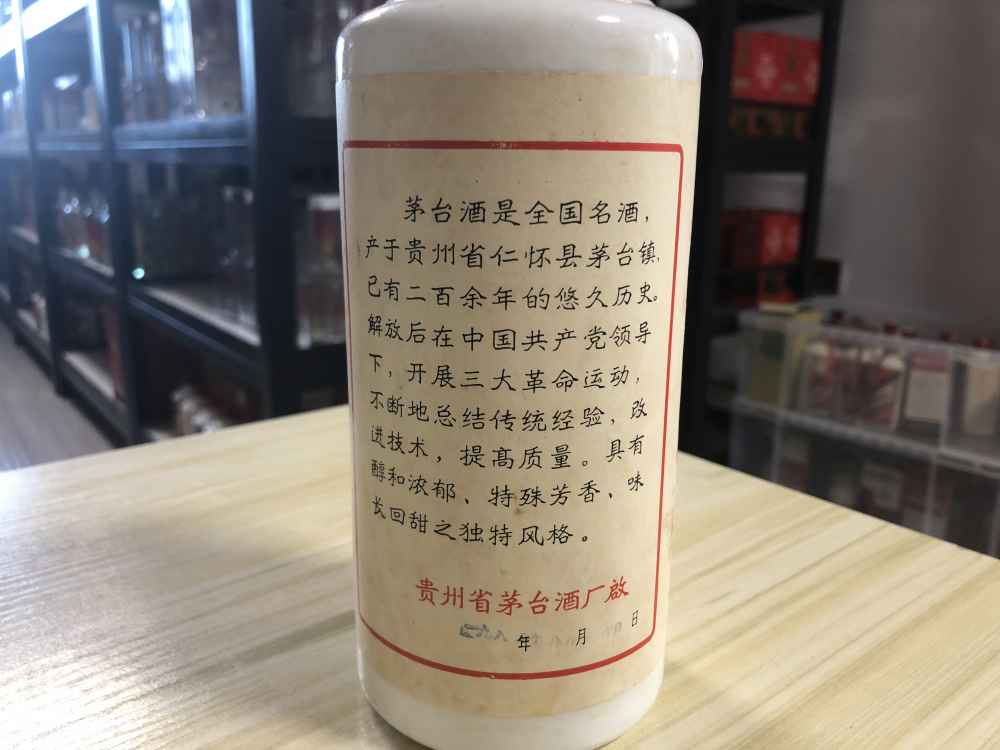 茅台酒是全国名酒，
产于贵州省仁怀县茅台镇，
已有二百余年的悠久历史。
解放后在中国共产党领导
下，开展三大革命运动，
不断地总结传统经验，改
进技术，提高质量。具有
醇和浓郁、特殊芳香、味
长回甜之独特风格。
贵州省茅台酒厂啟
年 月 日